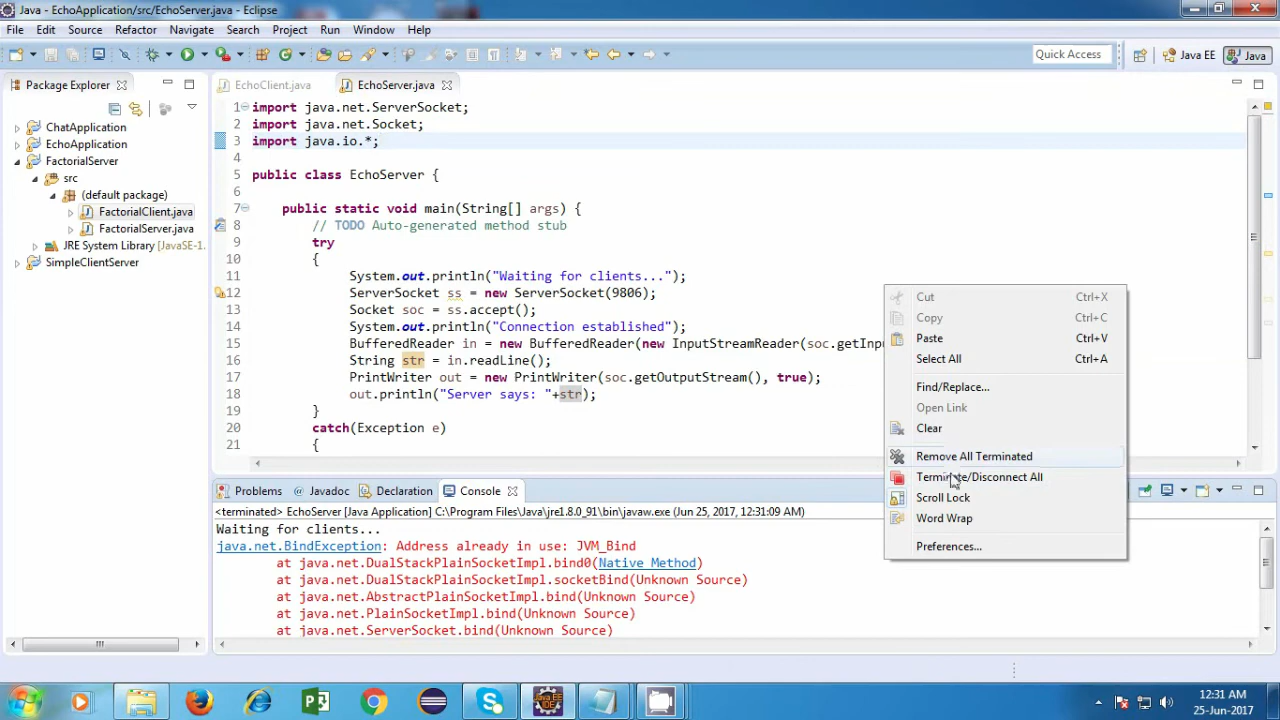 Java - EchoApplication/src/EchoServer.java - Eclipse
File Edit Source Refactor Navigate Search Project Run Window Help
Quick Access
Java EE
Java
Package Explorer
ChatApplication
EchoApplication
FactorialServer
src
(default package)
FactorialClient.java
FactorialServer.java
JRE System Library [JavaSE-1.
SimpleClientServer
EchoClient.java
EchoServer.java
1 import java.net.ServerSocket;
2 import java.net.Socket;
3 import java.io.*;
4
5 public class EchoServer {
6
7 public static void main(String[] args) {
8 // TODO Auto-generated method stub
9 try
10 {
11 System.out.println("Waiting for clients...");
12 ServerSocket ss = new ServerSocket(9806);
13 Socket soc = ss.accept();
14 System.out.println("Connection established");
15 BufferedReader in = new BufferedReader(new InputStreamReader(soc.getInpu
16 String str = in.readLine();
17 PrintWriter out = new PrintWriter(soc.getOutputStream(), true);
18 out.println("Server says: "+str);
19 }
20 catch(Exception e)
21 {
Cut Ctrl+X
Copy Ctrl+C
Paste Ctrl+V
Select All Ctrl+A
Find/Replace...
Open Link
Clear
Remove All Terminated
Terminate/Disconnect All
Scroll Lock
Word Wrap
Preferences...
Problems Javadoc Declaration Console
<terminated> EchoServer [Java Application] C:\Program Files\Java\jre1.8.0_91\bin\javaw.exe (Jun 25, 2017, 12:31:09 AM)
Waiting for clients...
java.net.BindException: Address already in use: JVM_Bind
at java.net.DualStackPlainSocketImpl.bind0(Native Method)
at java.net.DualStackPlainSocketImpl.socketBind(Unknown Source)
at java.net.AbstractPlainSocketImpl.bind(Unknown Source)
at java.net.PlainSocketImpl.bind(Unknown Source)
at java.net.ServerSocket.bind(Unknown Source)
12:31 AM
25-Jun-2017